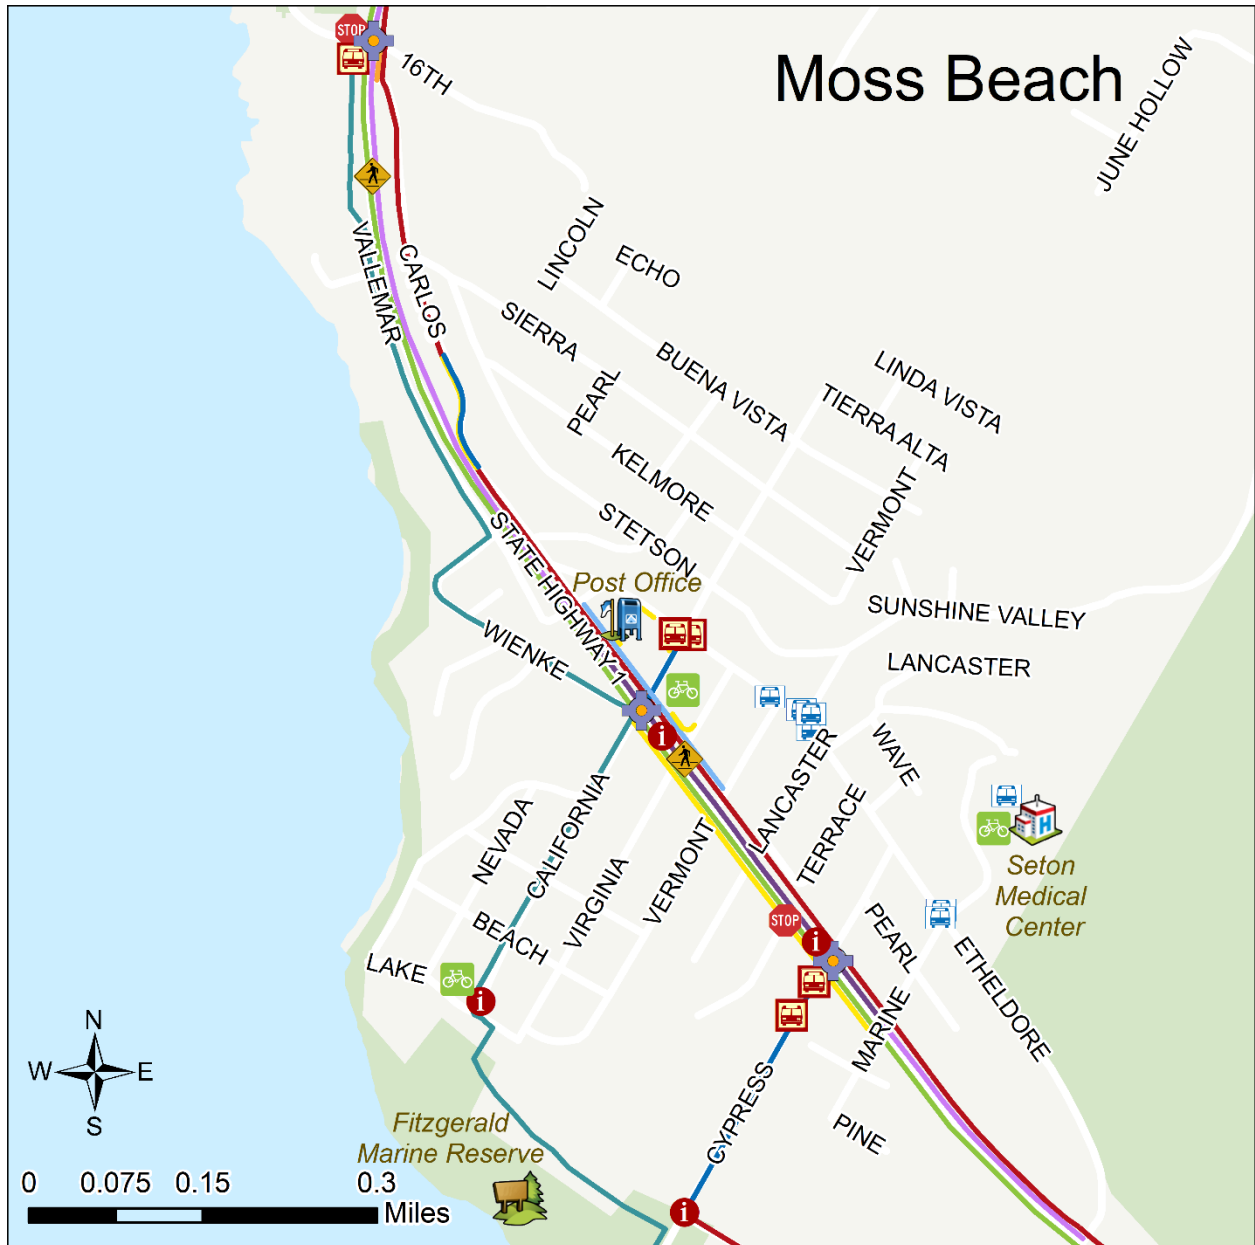 STOP
16TH
Moss Beach
JUNE HOLLOW
VALLEMAR
CARLOS
LINCOLN
ECHO
SIERRA
PEARL
BUENA VISTA
LINDA VISTA
TIERRA ALTA
KELMORE
VERMONT
STETSON
STATE HIGHWAY 1
Post Office
SUNSHINE VALLEY
WIENKE
LANCASTER
i
WAVE
LANCASTER
NEVADA
CALIFORNIA
VIRGINIA
VERMONT
TERRACE
H
Seton
Medical
Center
STOP
i
BEACH
PEARL
LAKE
i
ETHELDORE
MARINE
N
W E
S
CYPRESS
PINE
Fitzgerald
Marine Reserve
i
0 0.075 0.15 0.3
Miles